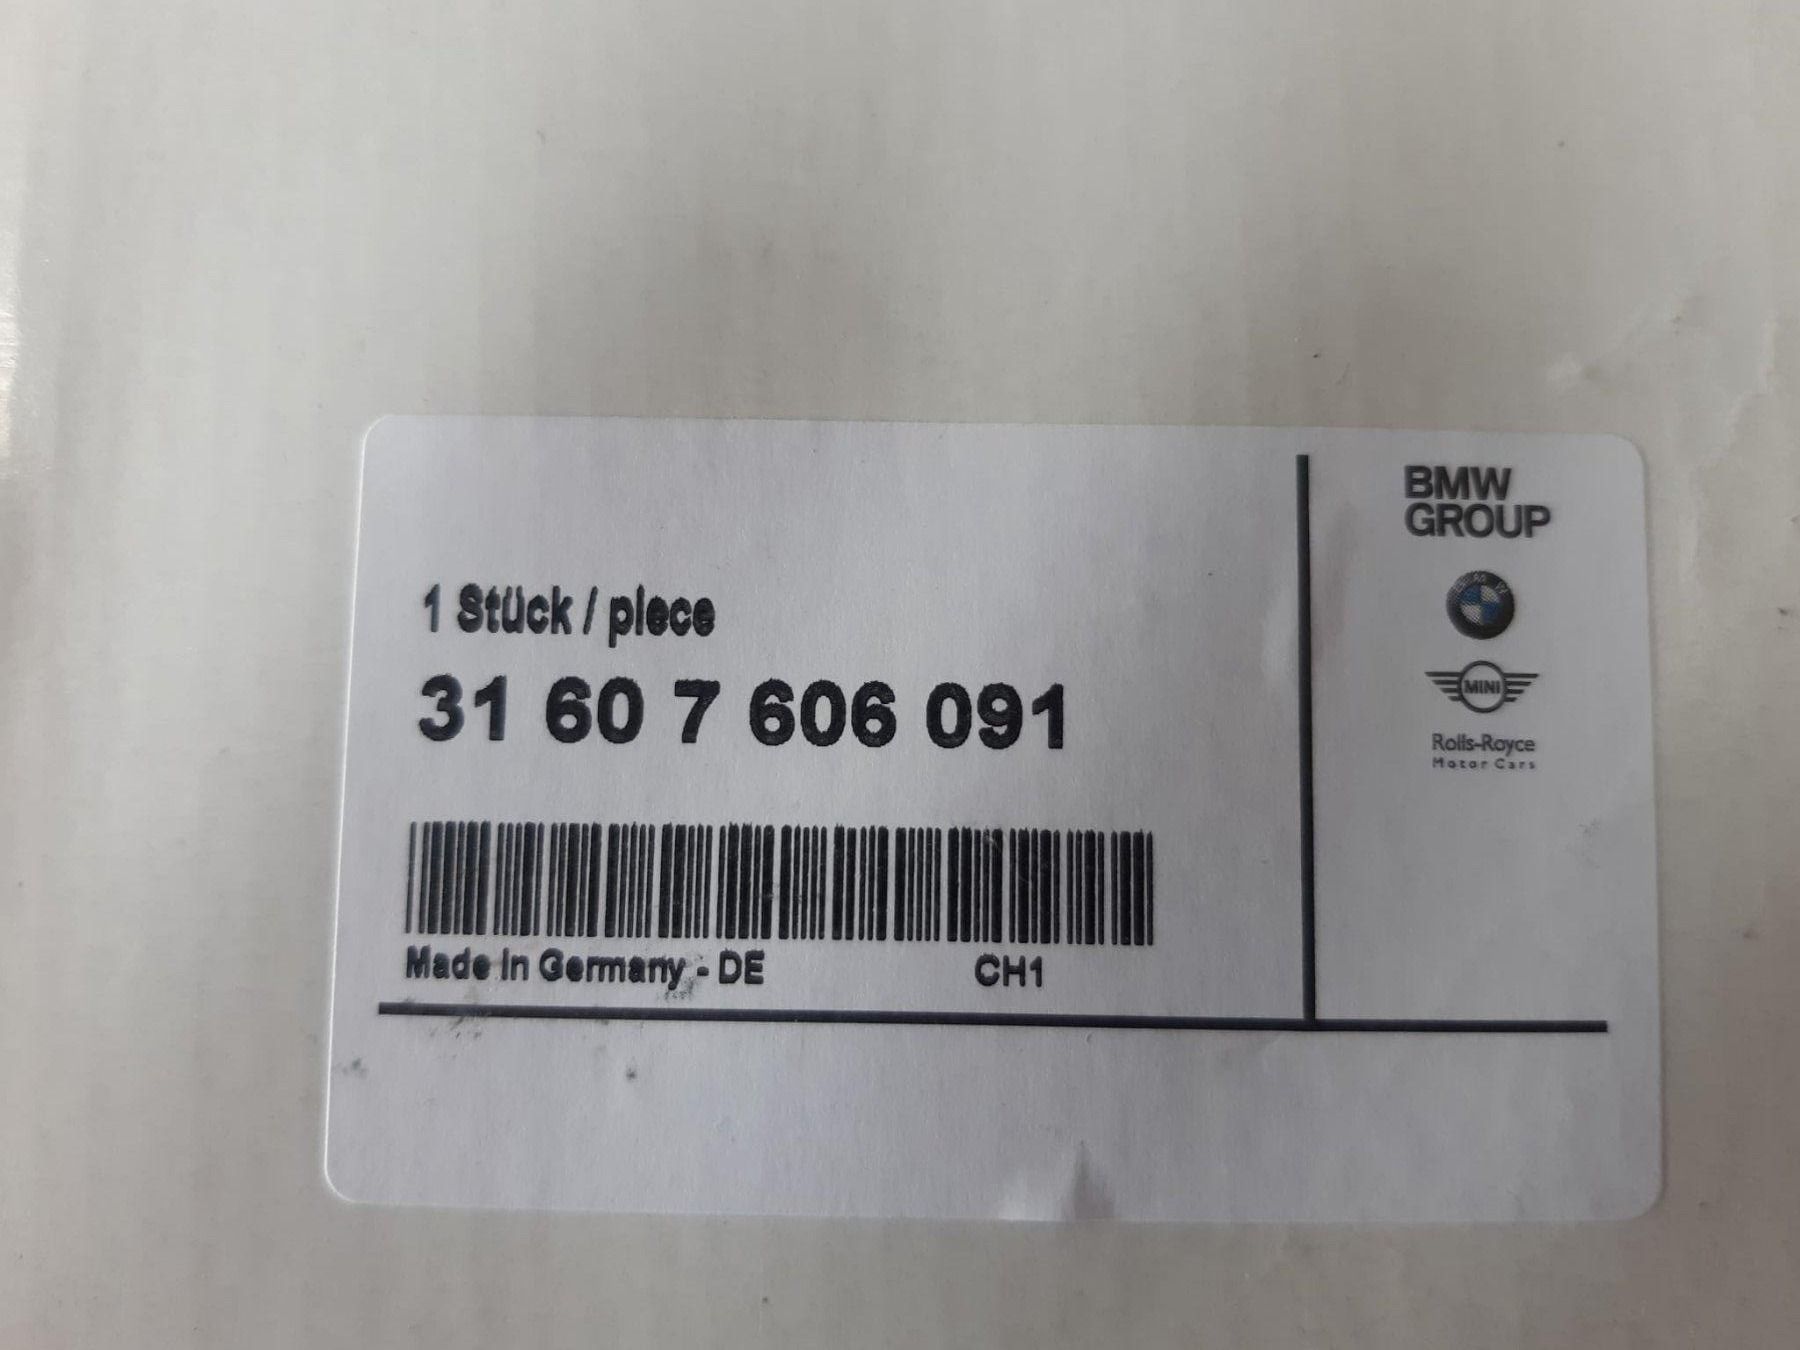 1 Stück / piece
31 60 7 606 091
Made In Germany - DE
CH1
BMW
GROUP
MINI
Rolls-Royce
Motor Cars